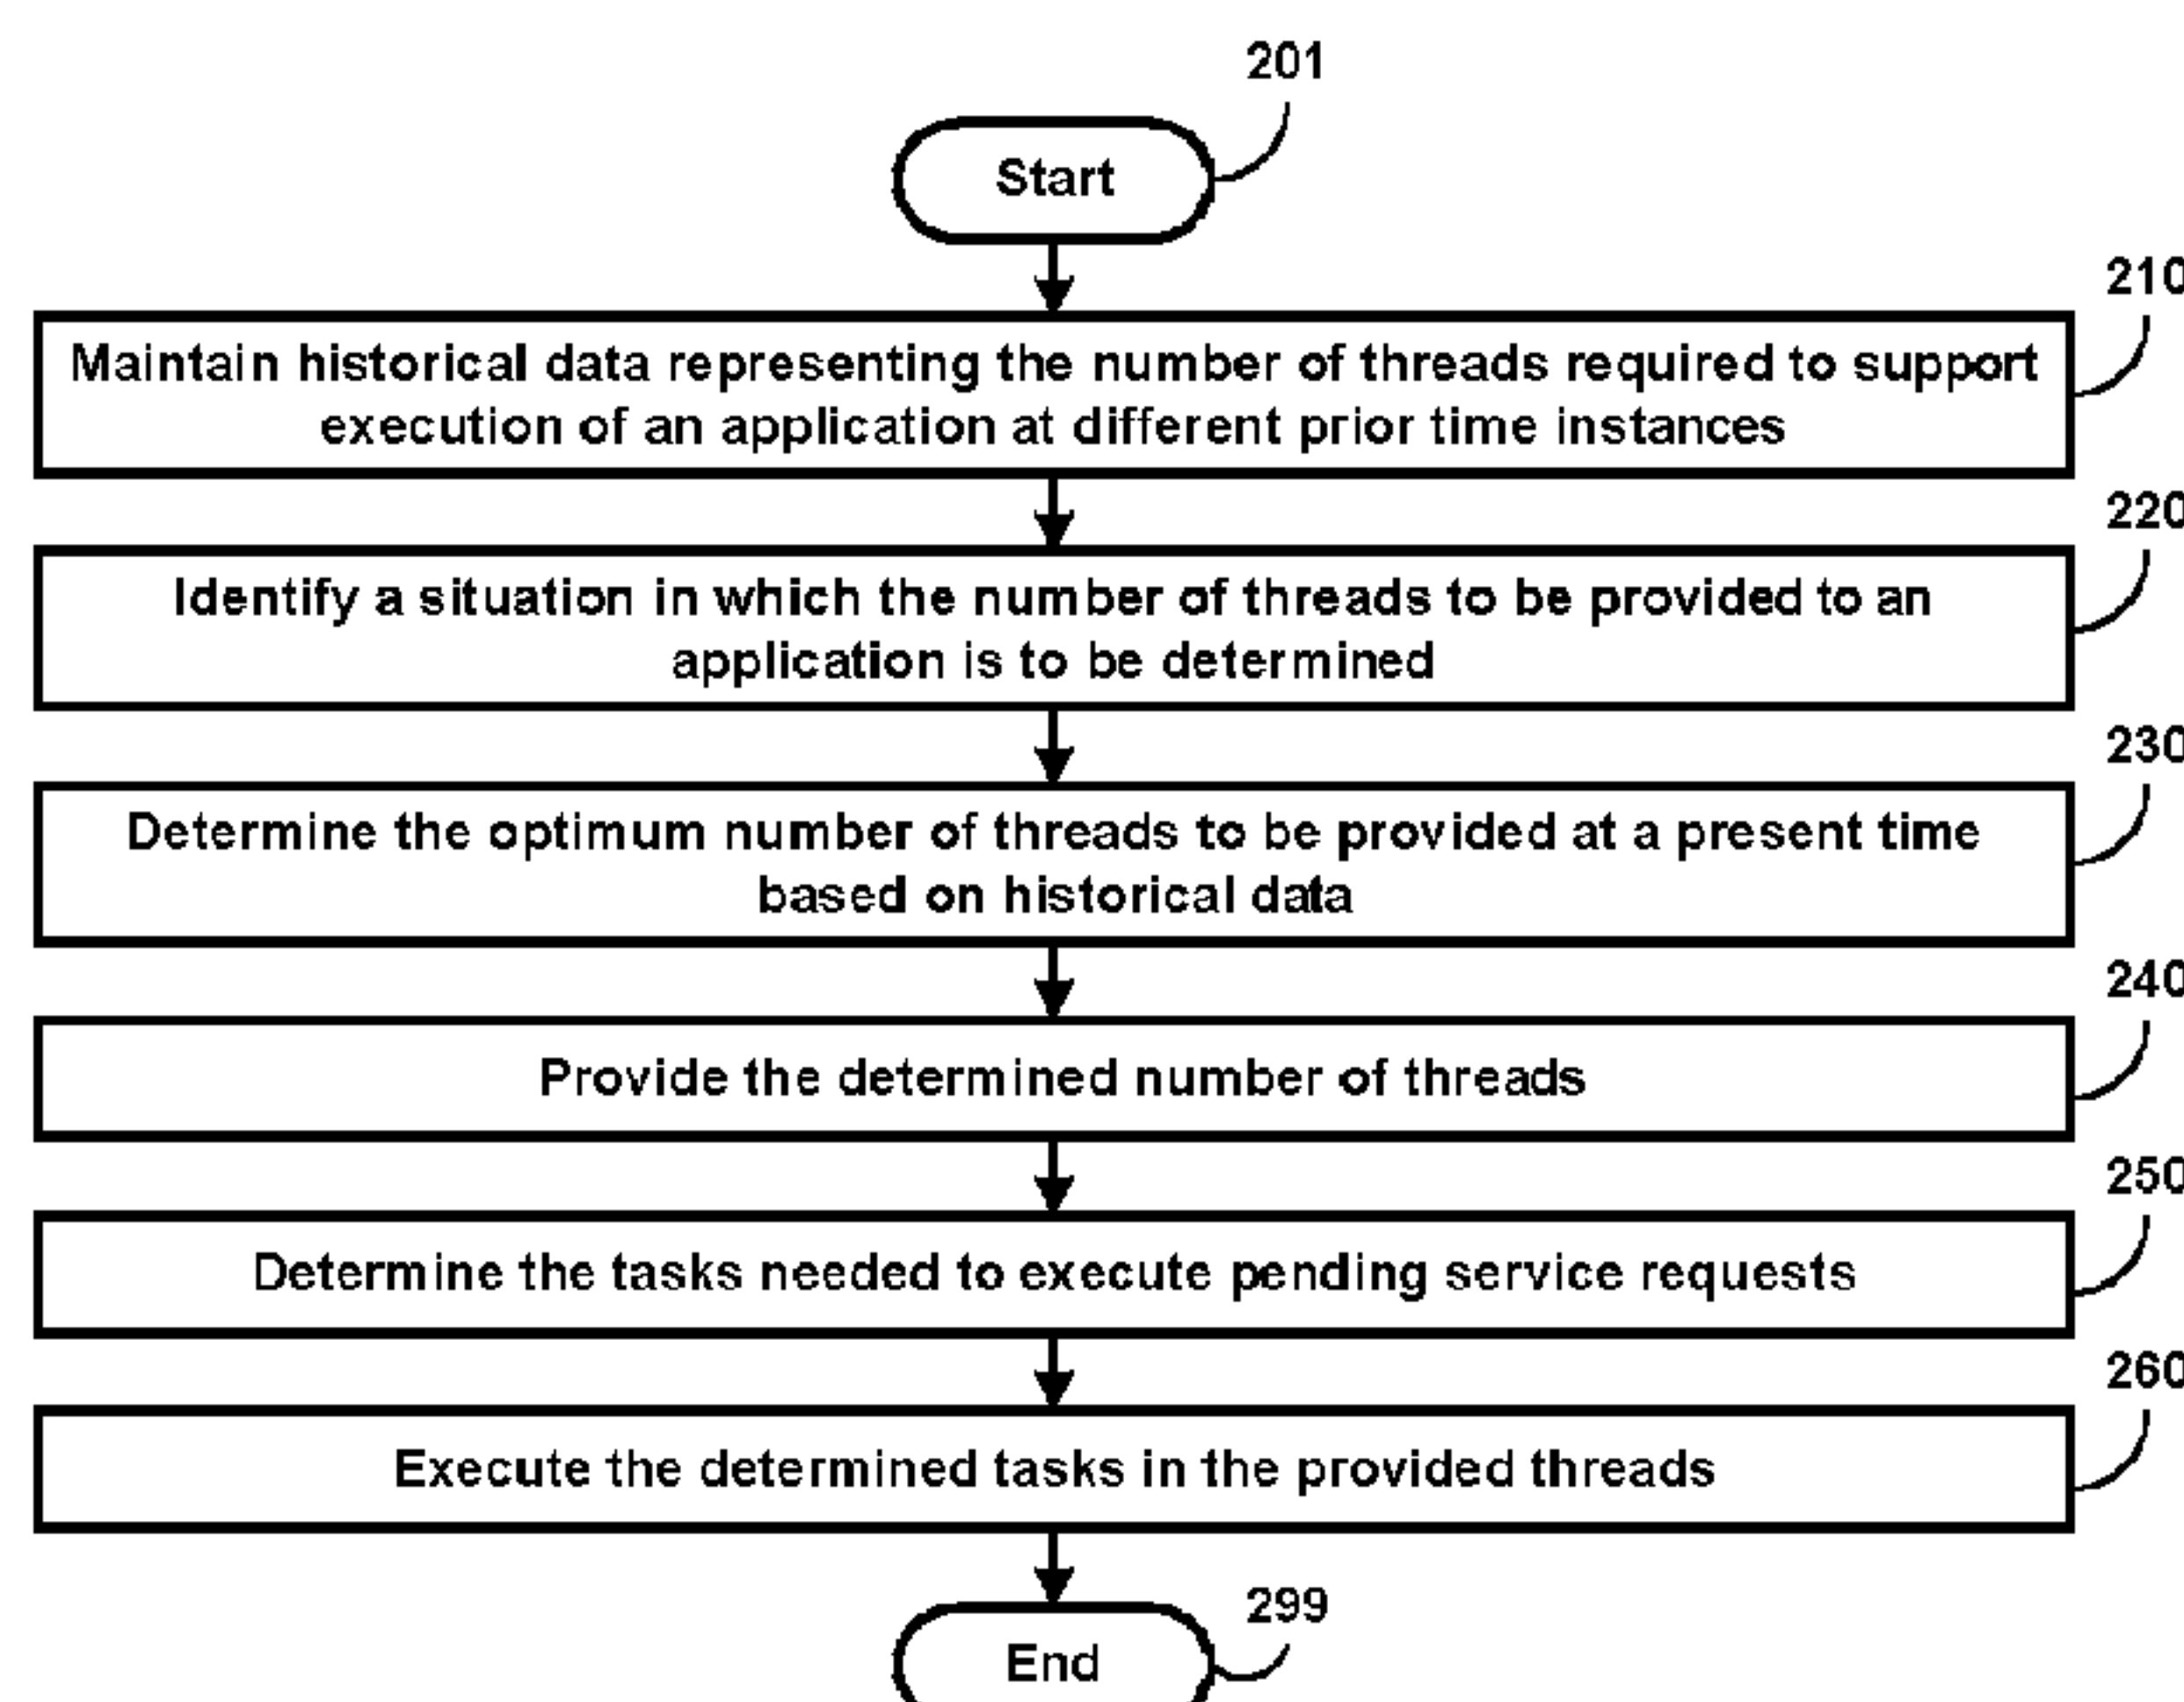 201
Start
210
Maintain historical data representing the number of threads required to support
execution of an application at different prior time instances
220
Identify a situation in which the number of threads to be provided to an
application is to be determined
230
Determine the optimum number of threads to be provided at a present time
based on historical data
240
Provide the determined number of threads
250
Determine the tasks needed to execute pending service requests
260
Execute the determined tasks in the provided threads
299
End